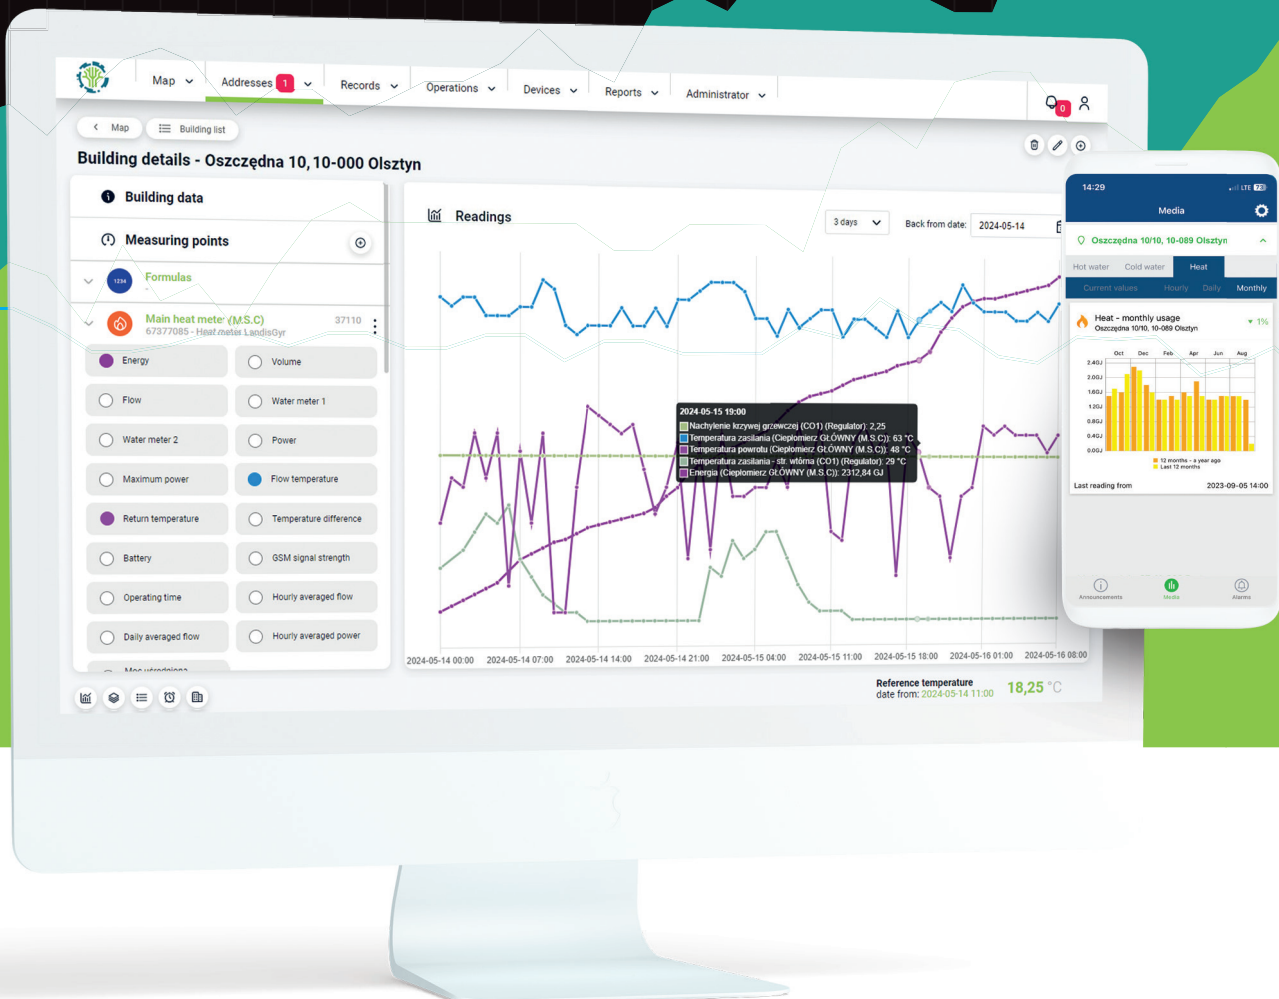 Map
Addresses 1
Records
Operations
Devices
Reports
Administrator
0
Map
Building list
Building details - Oszczędna 10, 10-000 Olsztyn
Building data
Measuring points
1234
Formulas
-
Main heat meter (M.S.C)
37110
67377085 - Heat meter LandisGyr
Energy
Volume
Flow
Water meter 1
Water meter 2
Power
Maximum power
Flow temperature
Return temperature
Temperature difference
Battery
GSM signal strength
Operating time
Hourly averaged flow
Daily averaged flow
Hourly averaged power
Moc uśredniona
Readings
3 days
Back from date:
2024-05-14
2024-05-15 19:00
Nachylenie krzywej grzewczej (CO1) (Regulator): 2,25
Temperatura zasilania (Ciepłomierz GŁÓWNY (M.S.C)): 63 °C
Temperatura powrotu (Ciepłomierz GŁÓWNY (M.S.C)): 48 °C
Temperatura zasilania - str. wtórna (CO1) (Regulator): 29 °C
Energia (Ciepłomierz GŁÓWNY (M.S.C)): 2312,84 GJ
2024-05-14 00:00
2024-05-14 07:00
2024-05-14 14:00
2024-05-14 21:00
2024-05-15 04:00
2024-05-15 11:00
2024-05-15 18:00
2024-05-16 01:00
2024-05-16 08:00
Reference temperature
date from: 2024-05-14 11:00
18,25 °C
14:29
LTE 73
Media
Oszczędna 10/10, 10-089 Olsztyn
Hot water
Cold water
Heat
Current values
Hourly
Daily
Monthly
Heat - monthly usage
Oszczędna 10/10, 10-089 Olsztyn
1%
Oct Dec Feb Apr Jun Aug
2.4GJ
2.0GJ
1.6GJ
1.2GJ
0.8GJ
0.4GJ
0.0GJ
12 months - a year ago
Last 12 months
Last reading from
2023-09-05 14:00
Announcements
Media
Alarms